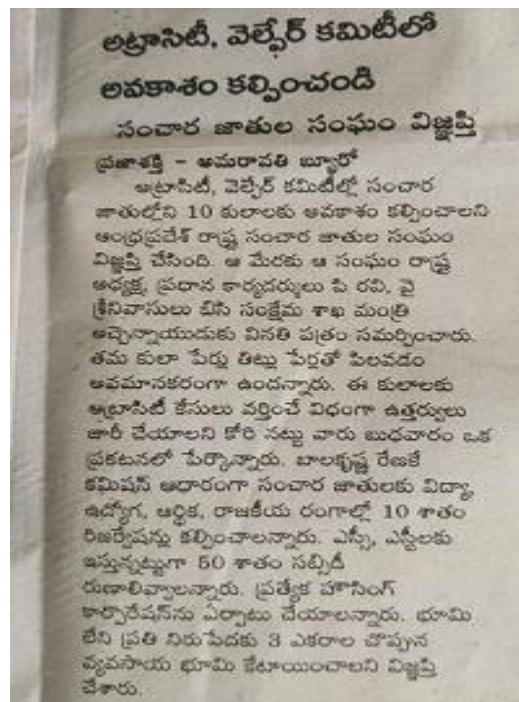 అట్రాసిటీ, వెల్ఫేర్ కమిటీలో
అవకాశం కల్పించండి
సంచార జాతుల సంఘం విజ్ఞప్తి
ప్రజాశక్తి - అమరావతి బ్యూరో
అట్రాసిటీ, వెల్ఫేర్ కమిటీల్లో సంచార
జాతుల్లోని 10 కులాలకు అవకాశం కల్పించాలని
ఆంధ్రప్రదేశ్ రాష్ట్ర సంచార జాతుల సంఘం
విజ్ఞప్తి చేసింది. ఆ మేరకు ఆ సంఘం రాష్ట్ర
అధ్యక్ష, ప్రధాన కార్యదర్శులు పి రవి, వై
శ్రీనివాసులు బిసి సంక్షేమ శాఖ మంత్రి
అచ్చెన్నాయుడుకు వినతి పత్రం సమర్పించారు.
తమ కులా పేర్లు తిట్లు పేర్లతో పిలవడం
అవమానకరంగా ఉందన్నారు. ఈ కులాలకు
అట్రాసిటీ కేసులు వర్తించే విధంగా ఉత్తర్వులు
జారీ చేయాలని కోరి నట్టు వారు బుధవారం ఒక
ప్రకటనలో పేర్కొన్నారు. బాలకృష్ణ రేణకే
కమిషన్ ఆధారంగా సంచార జాతులకు విద్యా,
ఉద్యోగ, ఆర్థిక, రాజకీయ రంగాల్లో 10 శాతం
రిజర్వేషన్లు కల్పించాలన్నారు. ఎస్సీ, ఎస్టీలకు
ఇస్తున్నట్టుగా 50 శాతం సబ్సిడీ
రుణాలివ్వాలన్నారు. ప్రత్యేక హౌసింగ్
కార్పొరేషన్‌ను ఏర్పాటు చేయాలన్నారు. భూమి
లేని ప్రతి నిరుపేదకు 3 ఎకరాల చొప్పున
వ్యవసాయ భూమి కేటాయించాలని విజ్ఞప్తి
చేశారు.